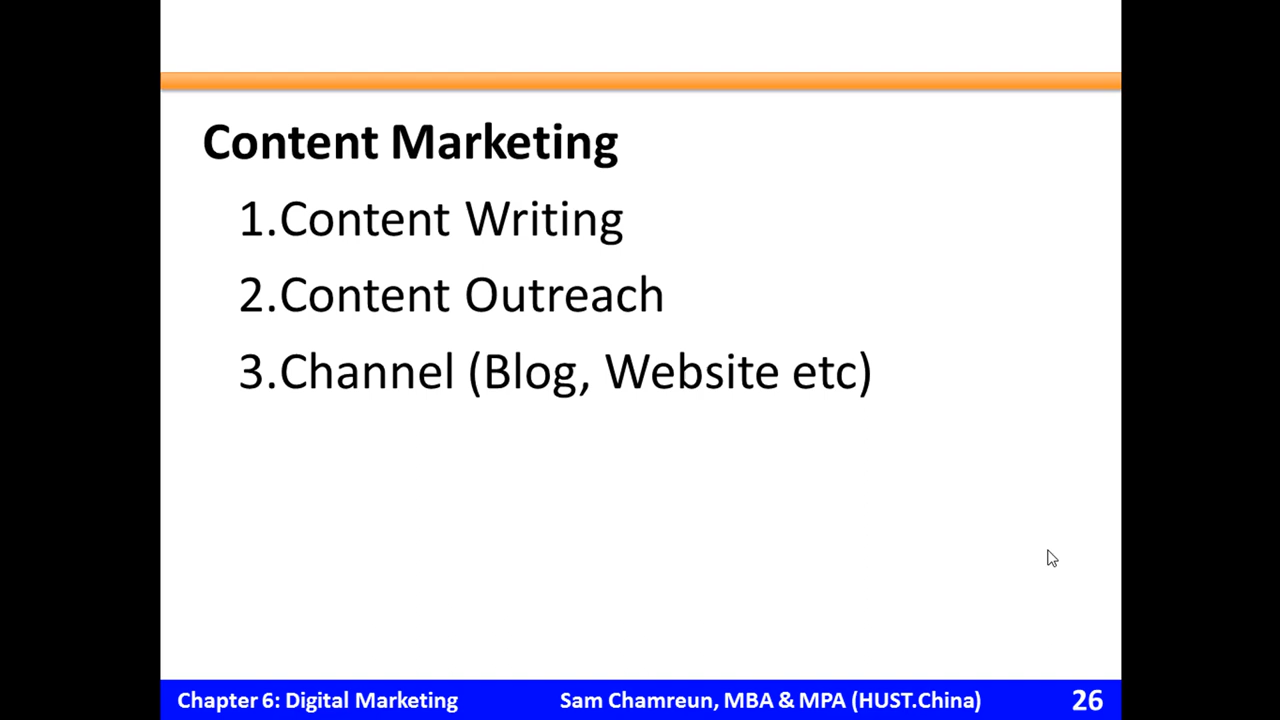 Content Marketing
1.Content Writing
2.Content Outreach
3.Channel (Blog, Website etc)
Chapter 6: Digital Marketing Sam Chamreun, MBA & MPA (HUST.China) 26